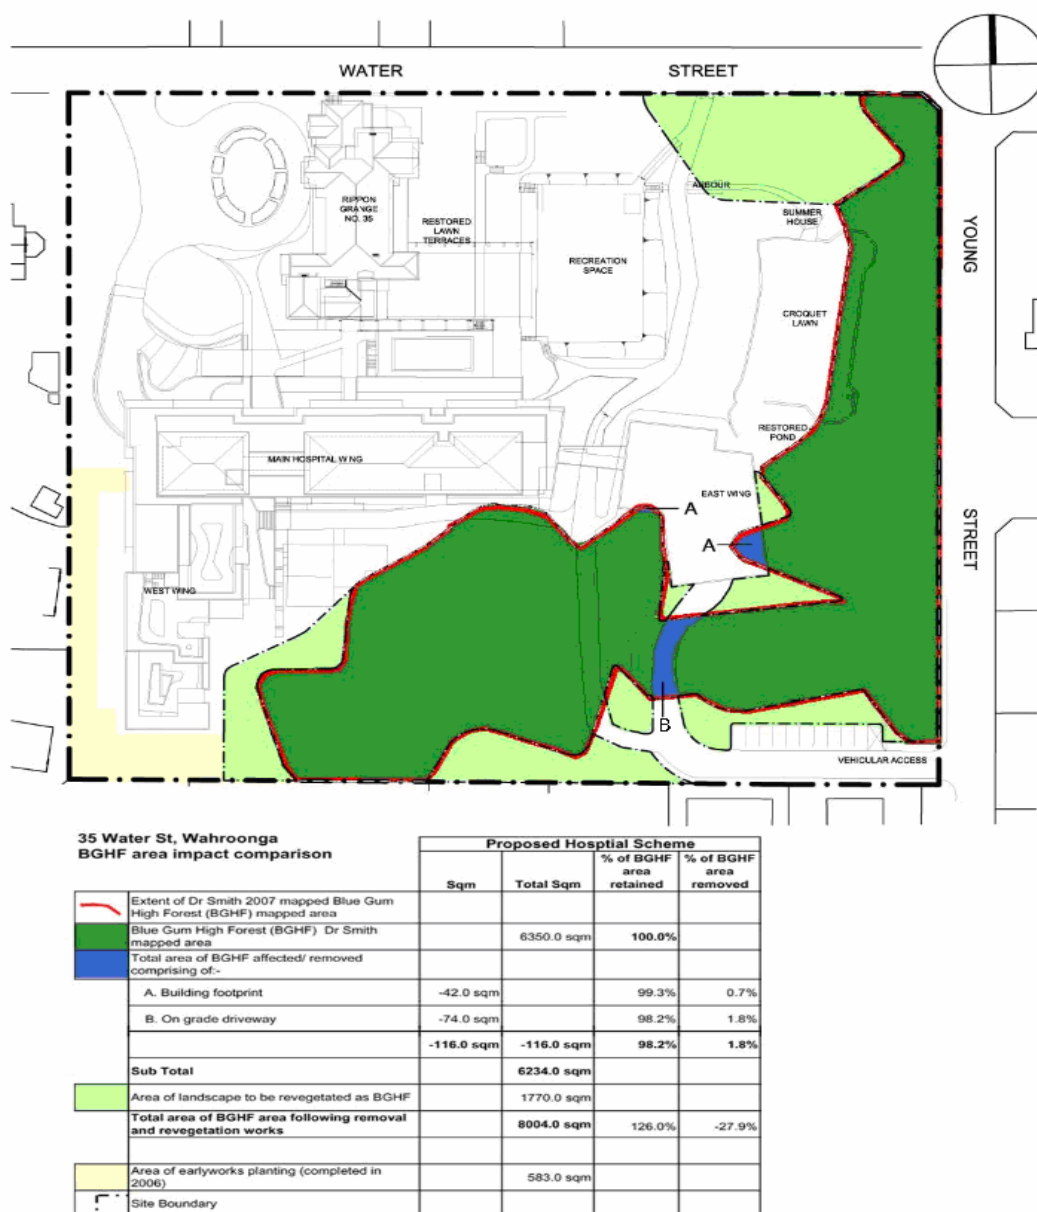 WATER STREET
YOUNG
STREET
ARBOUR
SUMMER
HOUSE
RIPPON
GRANGE
NO. 35
RESTORED
LAWN
TERRACES
RECREATION
SPACE
CROQUET
LAWN
RESTORED
POND
MAIN HOSPITAL WING
EAST WING
A
A
WEST WING
B
VEHICULAR ACCESS
35 Water St, Wahroonga
BGHF area impact comparison
Proposed Hosptial Scheme
Sqm
Total Sqm
% of BGHF
area
retained
% of BGHF
area
removed
Extent of Dr Smith 2007 mapped Blue Gum
High Forest (BGHF) mapped area
Blue Gum High Forest (BGHF) Dr Smith
mapped area
6350.0 sqm 100.0%
Total area of BGHF affected/ removed
comprising of:-
A. Building footprint -42.0 sqm 99.3% 0.7%
B. On grade driveway -74.0 sqm 98.2% 1.8%
-116.0 sqm -116.0 sqm 98.2% 1.8%
Sub Total 6234.0 sqm
Area of landscape to be revegetated as BGHF 1770.0 sqm
Total area of BGHF area following removal
and revegetation works
8004.0 sqm 126.0% -27.9%
Area of earlyworks planting (completed in
2006)
583.0 sqm
Site Boundary